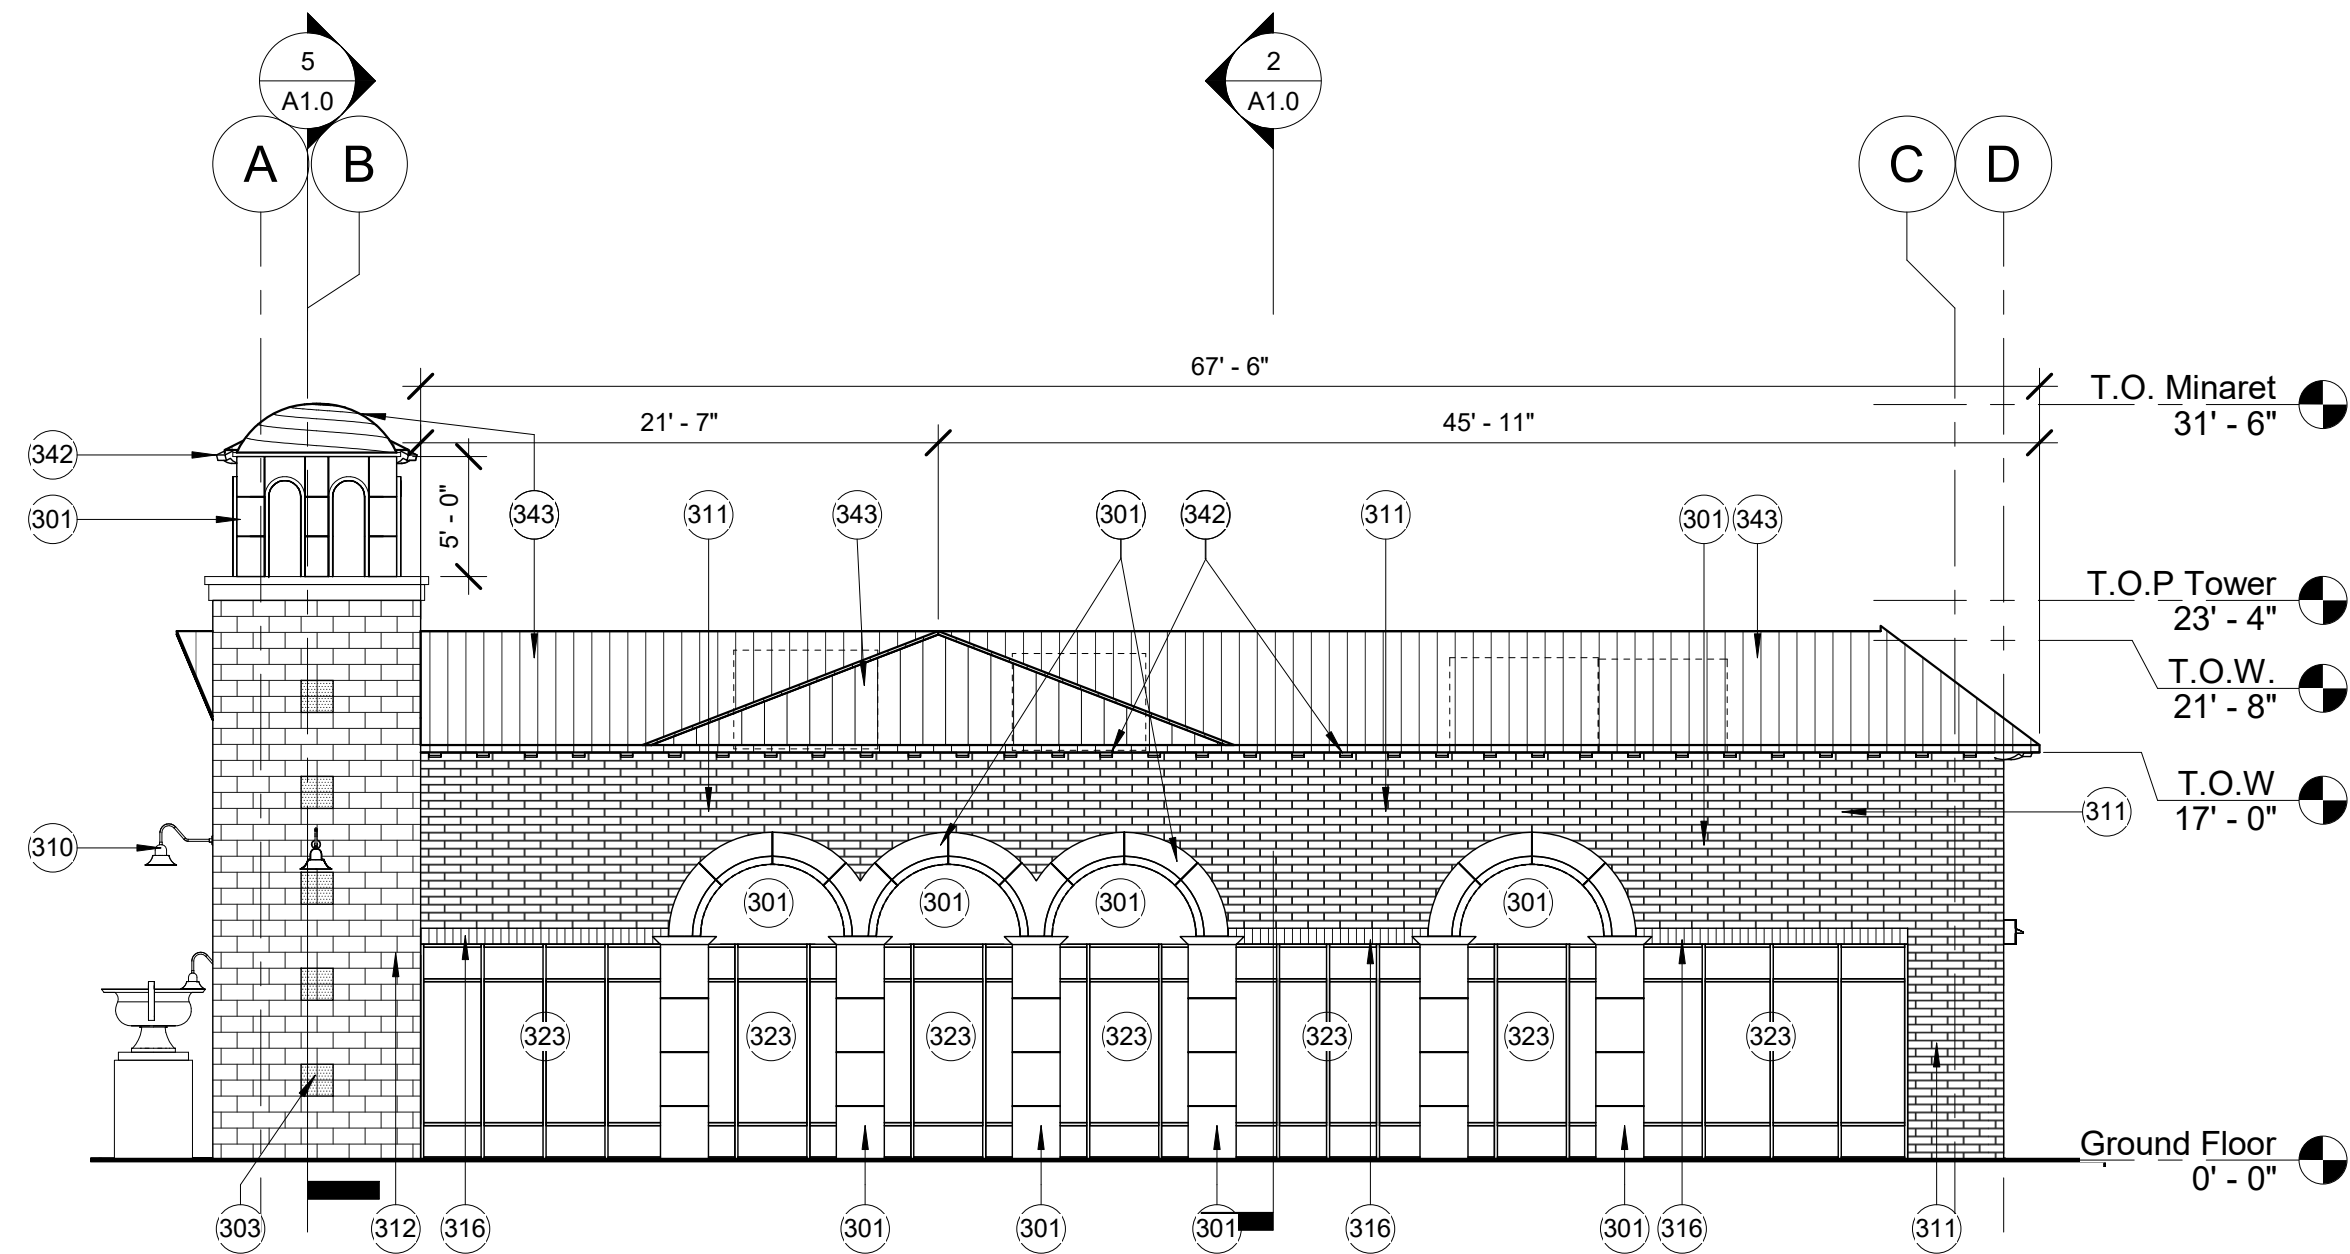 5
A1.0
2
A1.0
A
B
C
D
67' - 6"
21' - 7"
45' - 11"
T.O. Minaret
31' - 6"
342
301
5' - 0"
343
311
343
301
342
311
301
343
T.O.P Tower
23' - 4"
T.O.W.
21' - 8"
T.O.W
17' - 0"
311
310
301
301
301
301
323
323
323
323
323
323
323
Ground Floor
0' - 0"
303
312
316
301
301
301
316
301
316
311